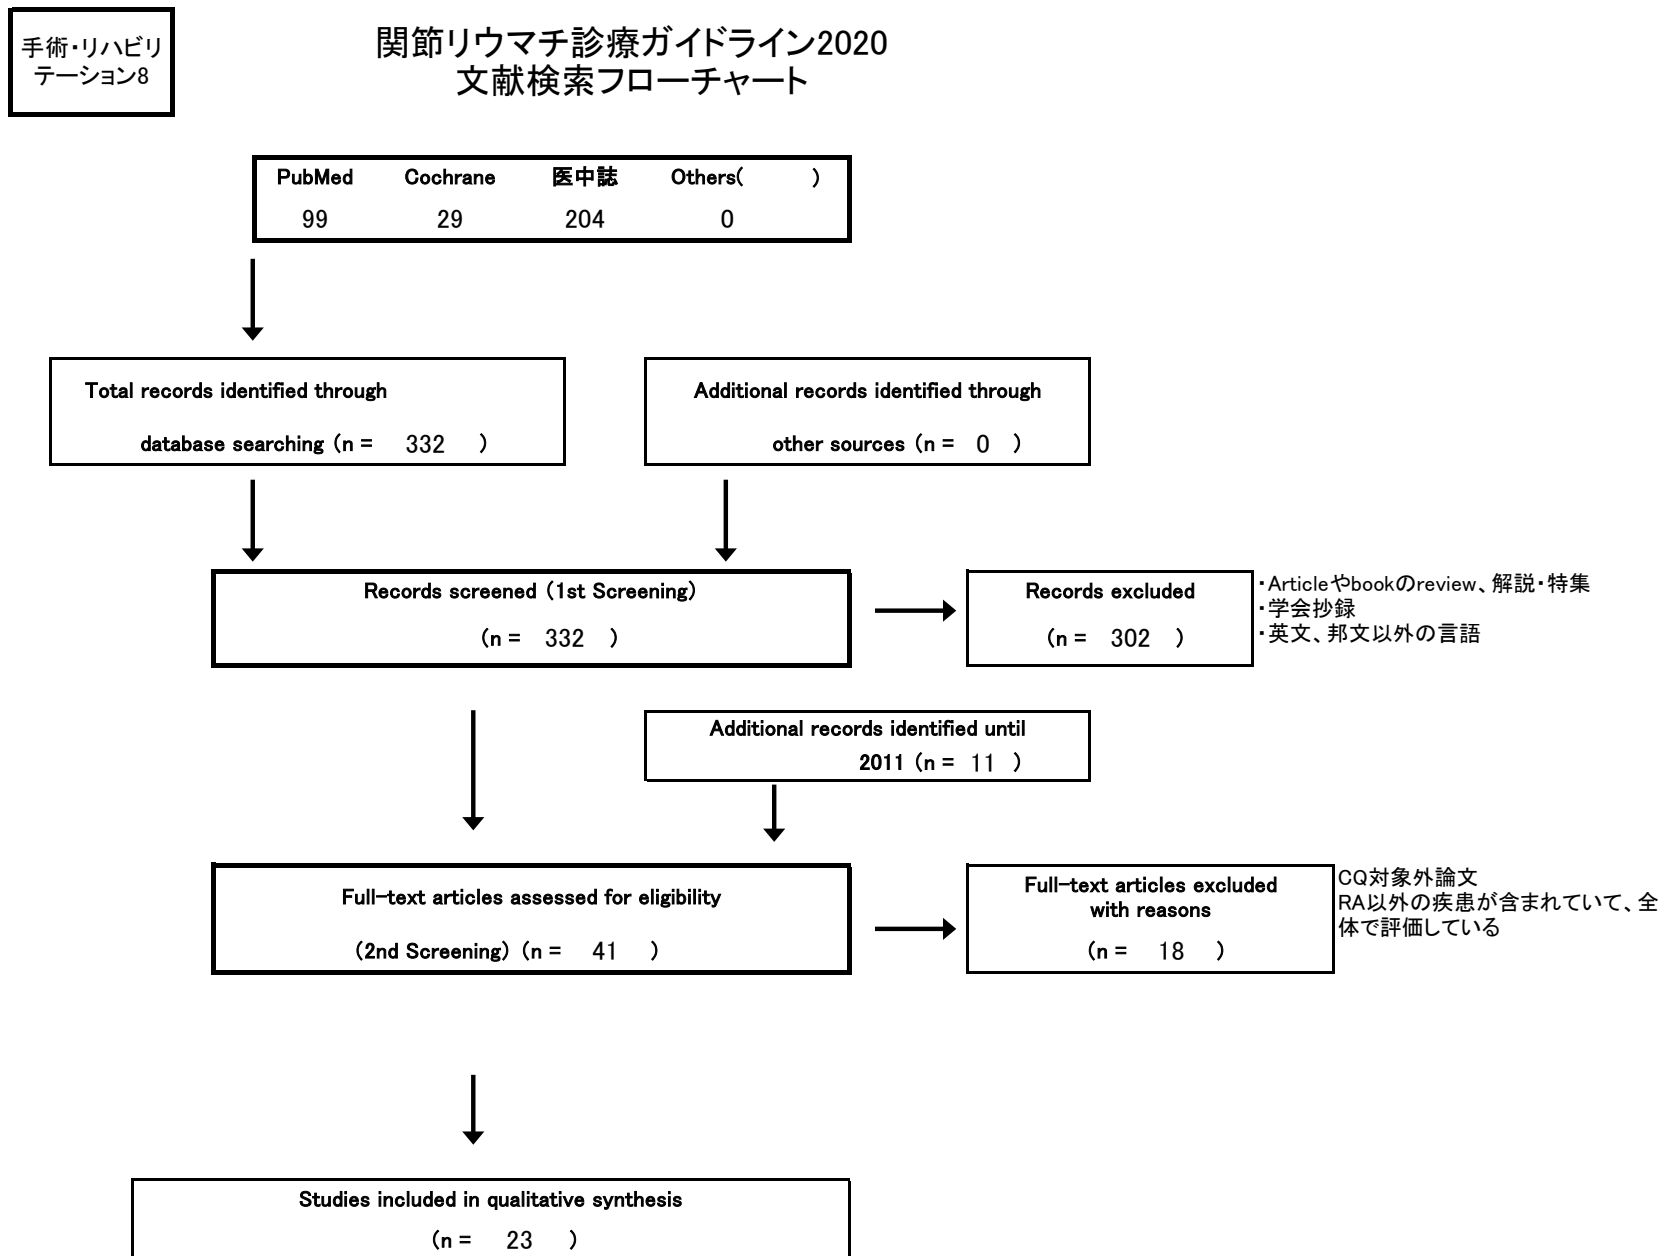 手術・リハビリ
テーション8
関節リウマチ診療ガイドライン2020
文献検索フローチャート
PubMed Cochrane 医中誌 Others( )
99 29 204 0
Total records identified through
database searching (n = 332 )
Additional records identified through
other sources (n = 0 )
Records screened (1st Screening)
(n = 332 )
Records excluded
(n = 302 )
・Articleやbookのreview、解説・特集
・学会抄録
・英文、邦文以外の言語
Additional records identified until
2011 (n = 11 )
Full-text articles assessed for eligibility
(2nd Screening) (n = 41 )
Full-text articles excluded
with reasons
(n = 18 )
CQ対象外論文
RA以外の疾患が含まれていて、全
体で評価している
Studies included in qualitative synthesis
(n = 23 )